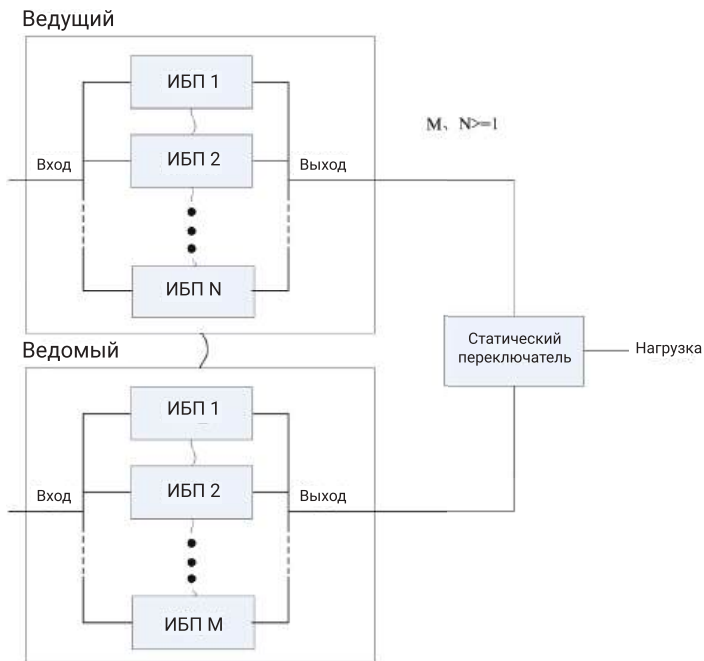 Ведущий
ИБП 1
M、N>=1
ИБП 2
Вход
Выход
ИБП N
Статический
переключатель
Нагрузка
Ведомый
ИБП 1
ИБП 2
Вход
Выход
ИБП M